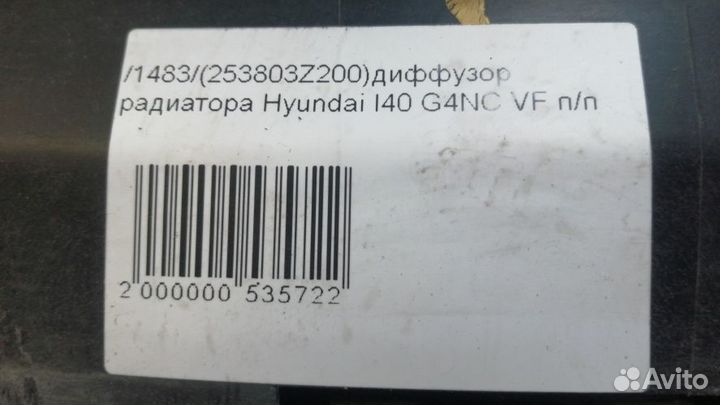 /1483/(253803Z200)диффузор
радиатора Hyundai I40 G4NC VF п/п
2 000000 535722
Avito